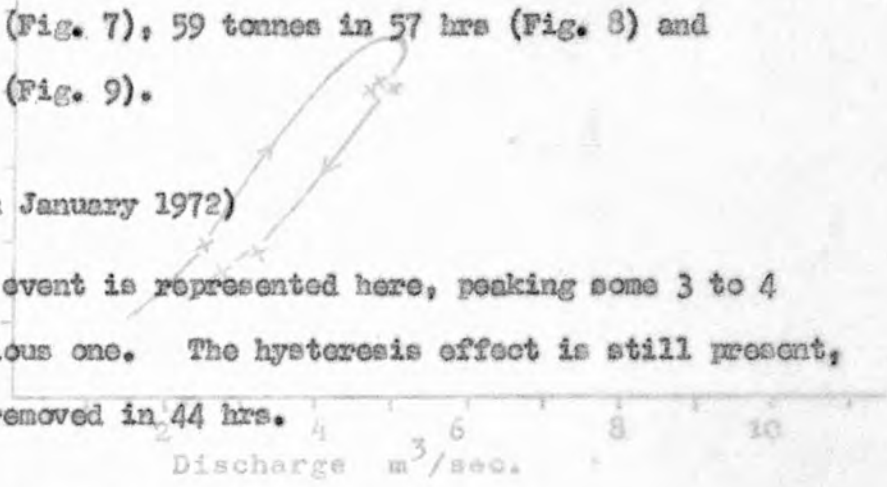 (Fig. 7), 59 tonnes in 57 hrs (Fig. 8) and
(Fig. 9).
January 1972)
event is represented here, peaking some 3 to 4
ious one. The hysteresis effect is still present,
removed in 44 hrs.
2 4 6 8 10
Discharge m³/sec.